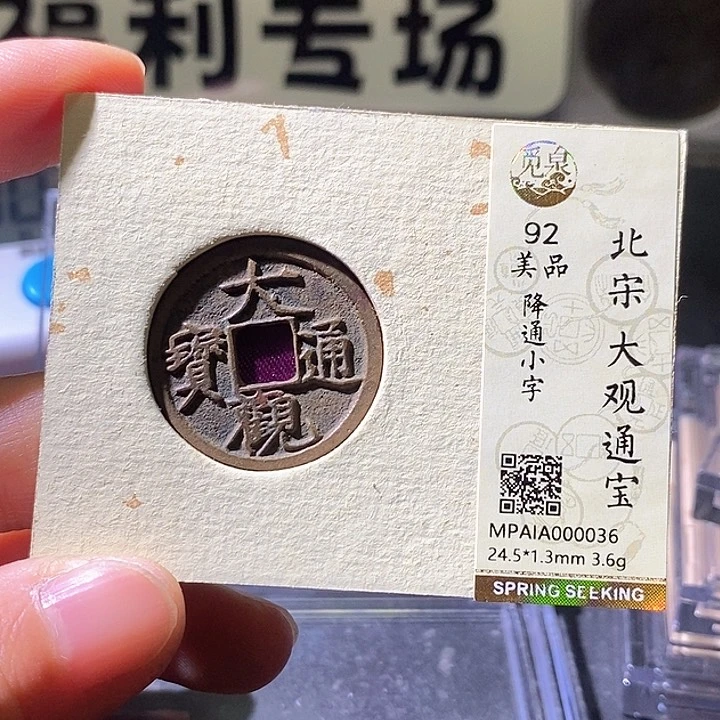 福利专场
大
寶 通
觀
觅泉
92
美品
降通小字
北宋大观通宝
MPAIA000036
24.5*1.3mm 3.6g
SPRING SEEKING